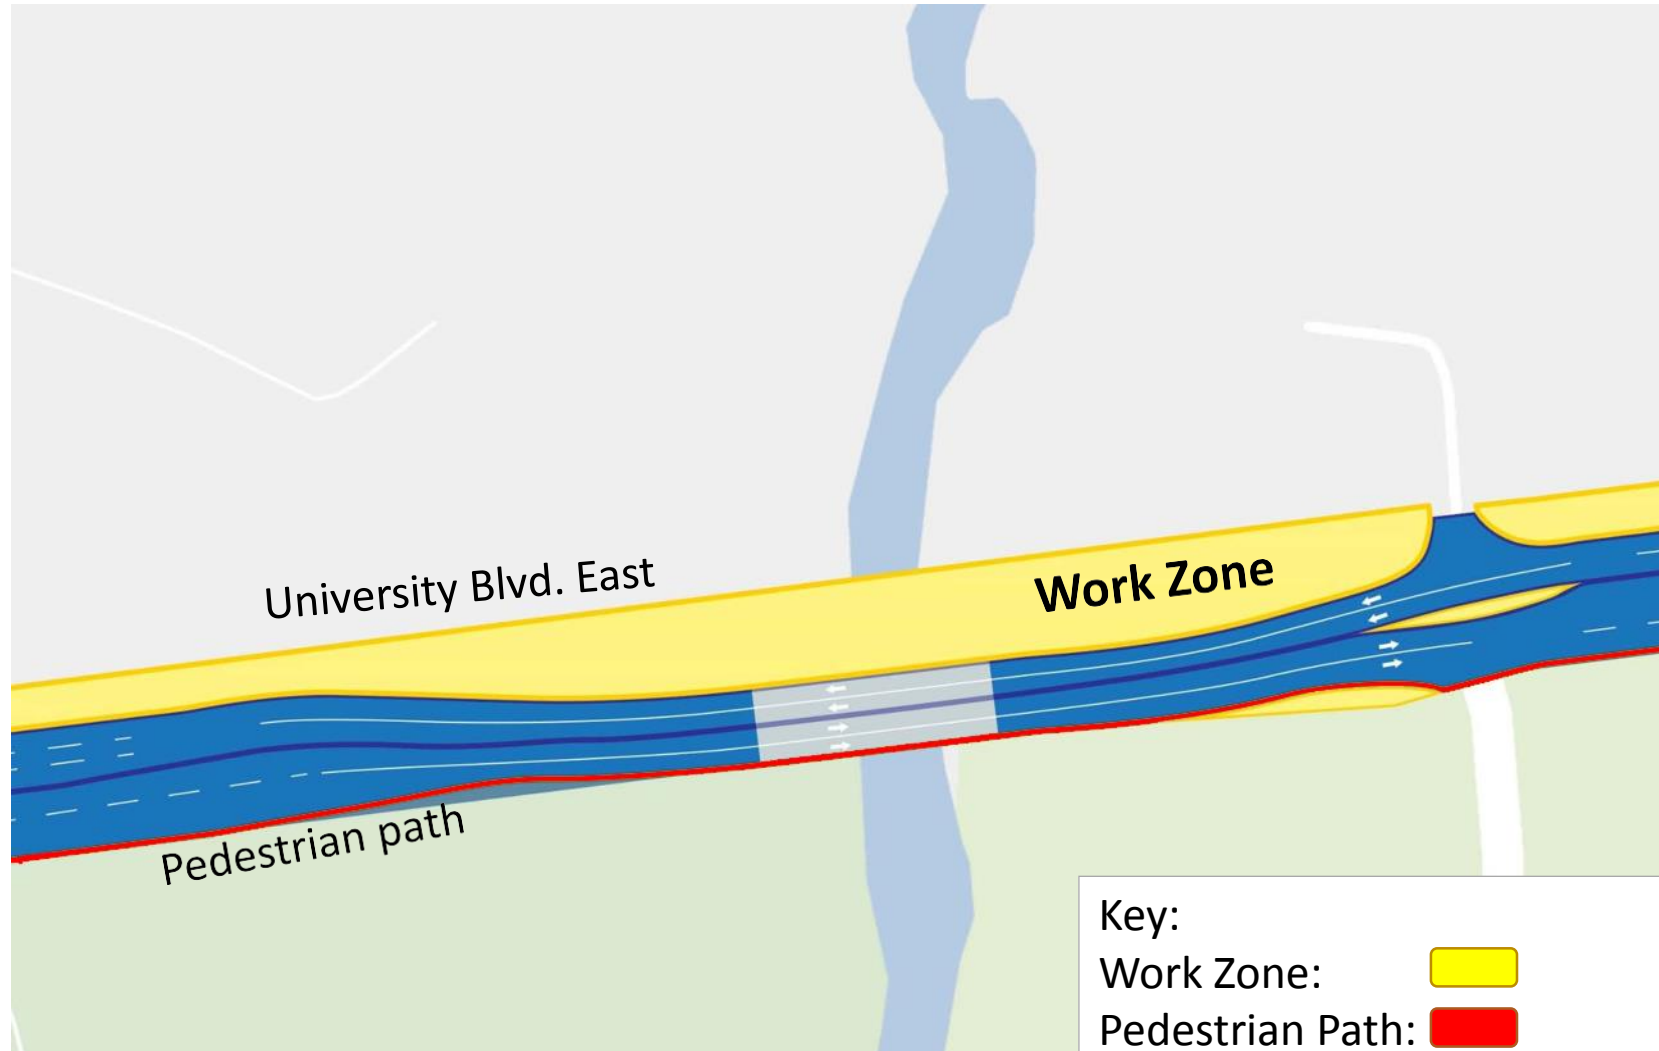 University Blvd. East
Work Zone
Pedestrian path
Key:
Work Zone:
Pedestrian Path: